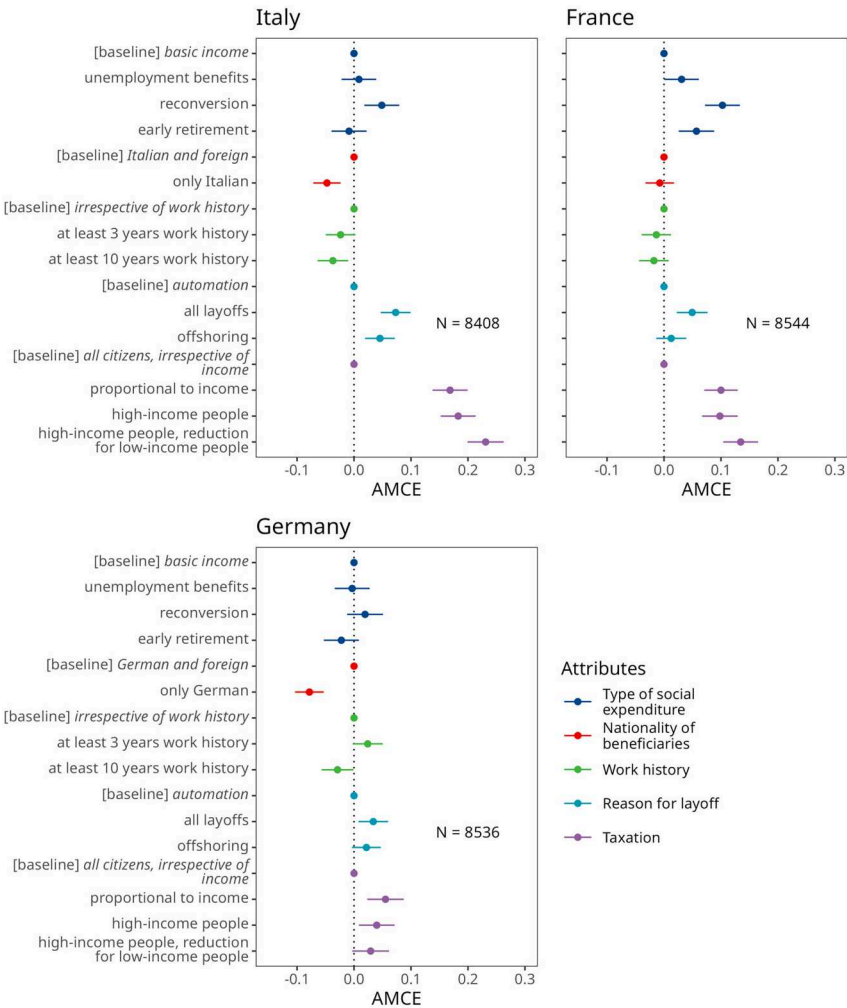 Italy
[baseline] basic income
unemployment benefits
reconversion
early retirement
[baseline] Italian and foreign
only Italian
[baseline] irrespective of work history
at least 3 years work history
at least 10 years work history
[baseline] automation
all layoffs
offshoring
[baseline] all citizens, irrespective of
income
proportional to income
high-income people
high-income people, reduction
for low-income people
N = 8408
-0.1 0.0 0.1 0.2 0.3
AMCE
France
N = 8544
-0.1 0.0 0.1 0.2 0.3
AMCE
Germany
[baseline] basic income
unemployment benefits
reconversion
early retirement
[baseline] German and foreign
only German
[baseline] irrespective of work history
at least 3 years work history
at least 10 years work history
[baseline] automation
all layoffs
offshoring
[baseline] all citizens, irrespective of
income
proportional to income
high-income people
high-income people, reduction
for low-income people
N = 8536
-0.1 0.0 0.1 0.2 0.3
AMCE
Attributes
Type of social
expenditure
Nationality of
beneficiaries
Work history
Reason for layoff
Taxation